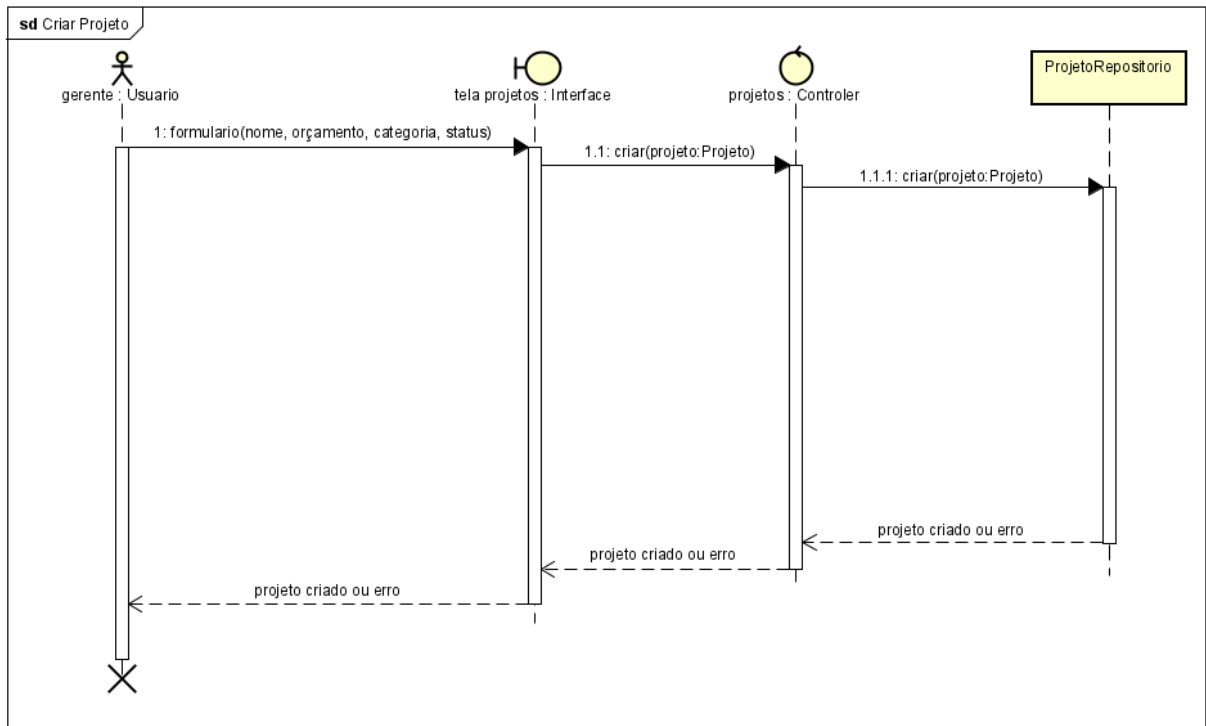 sd Criar Projeto
gerente : Usuario
tela projetos : Interface
projetos : Controler
ProjetoRepositorio
1: formulario(nome, orçamento, categoria, status)
1.1: criar(projeto:Projeto)
1.1.1: criar(projeto:Projeto)
projeto criado ou erro
projeto criado ou erro
projeto criado ou erro